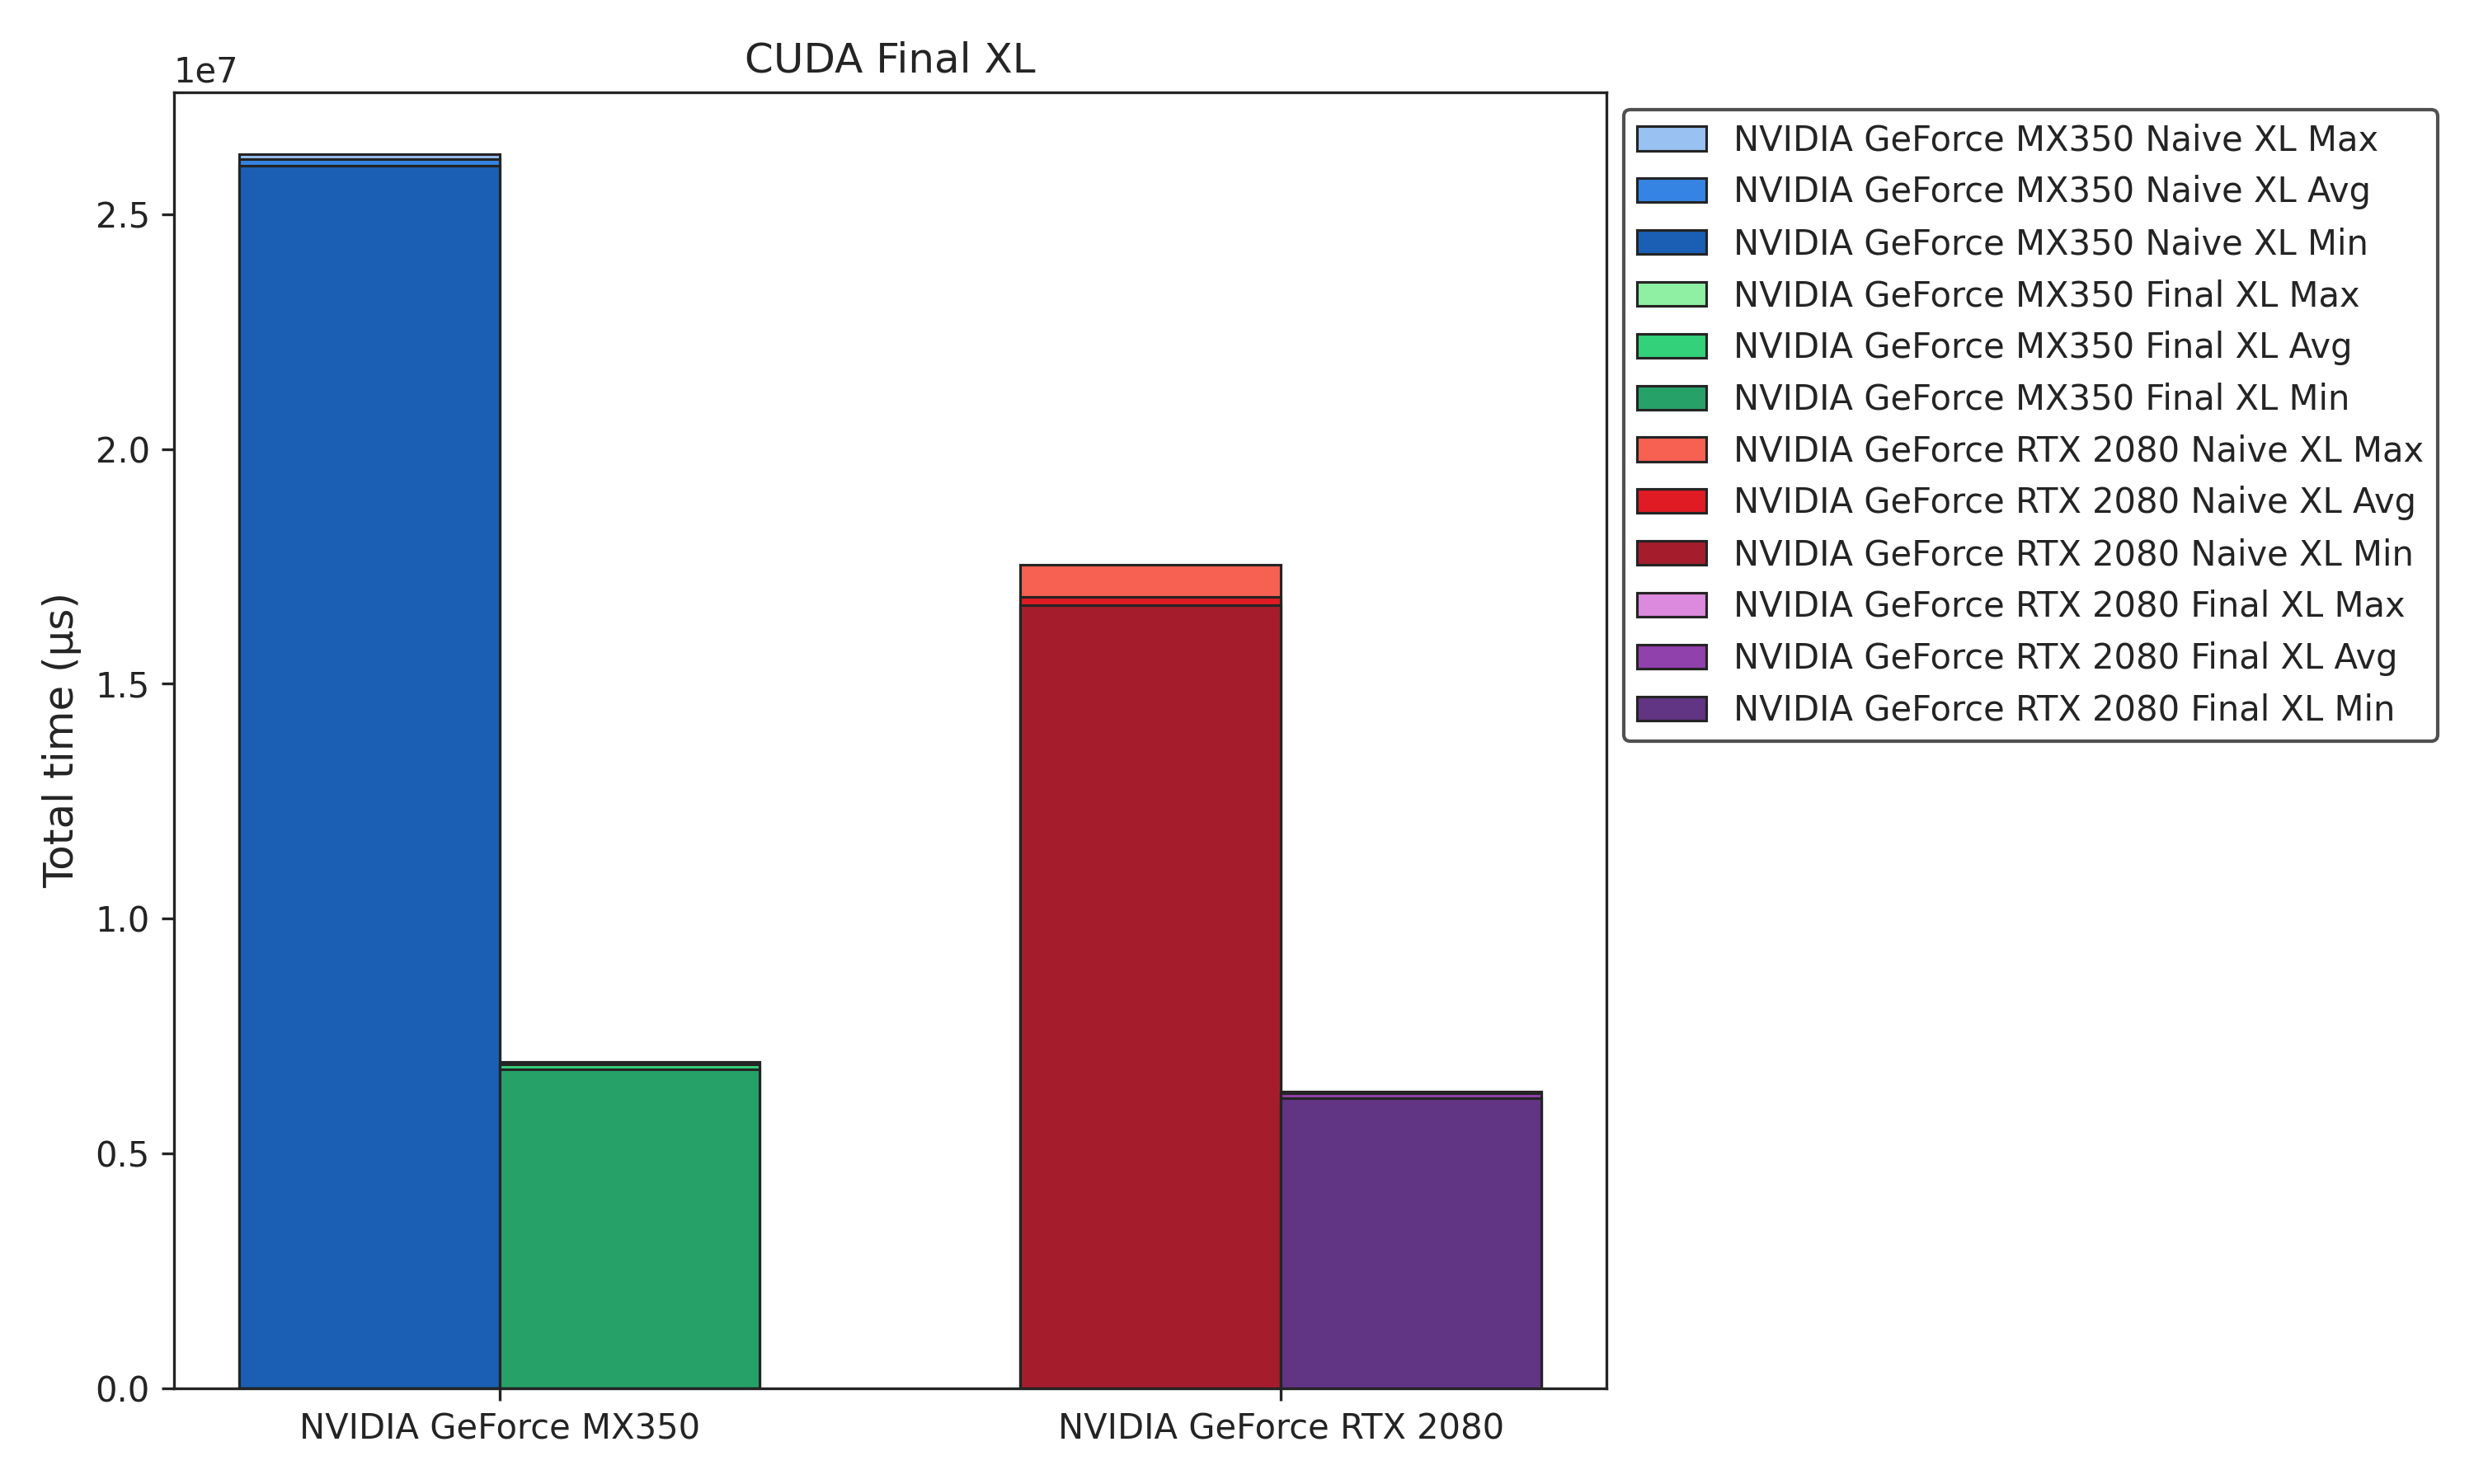 CUDA Final XL
1e7
2.5
2.0
1.5
1.0
0.5
0.0
Total time (µs)
NVIDIA GeForce MX350
NVIDIA GeForce RTX 2080
NVIDIA GeForce MX350 Naive XL Max
NVIDIA GeForce MX350 Naive XL Avg
NVIDIA GeForce MX350 Naive XL Min
NVIDIA GeForce MX350 Final XL Max
NVIDIA GeForce MX350 Final XL Avg
NVIDIA GeForce MX350 Final XL Min
NVIDIA GeForce RTX 2080 Naive XL Max
NVIDIA GeForce RTX 2080 Naive XL Avg
NVIDIA GeForce RTX 2080 Naive XL Min
NVIDIA GeForce RTX 2080 Final XL Max
NVIDIA GeForce RTX 2080 Final XL Avg
NVIDIA GeForce RTX 2080 Final XL Min